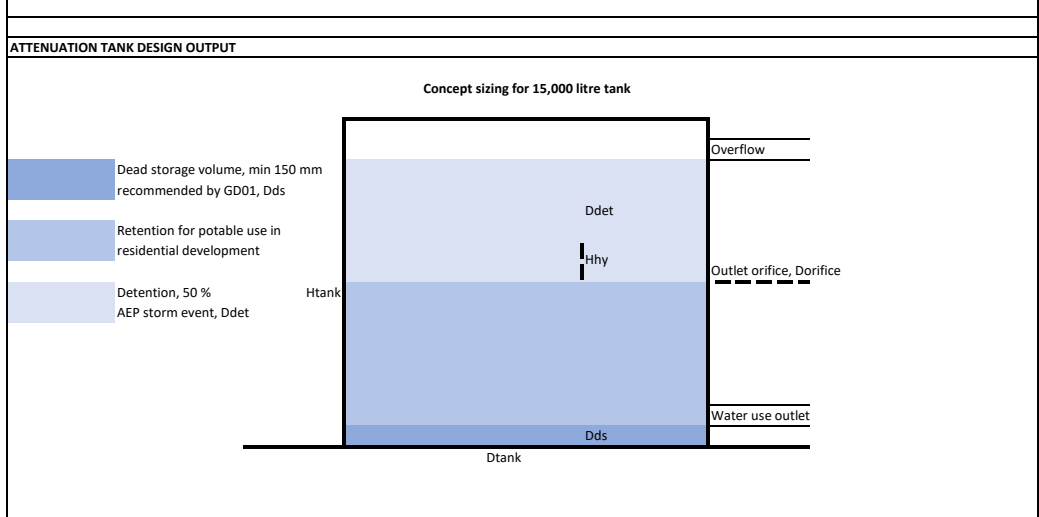 ATTENUATION TANK DESIGN OUTPUT
Concept sizing for 15,000 litre tank
Overflow
Dead storage volume, min 150 mm
recommended by GD01, Dds
Ddet
Retention for potable use in
residential development
Hhy
Outlet orifice, Dorifice
Detention, 50 %
AEP storm event, Ddet
Htank
Water use outlet
Dds
Dtank